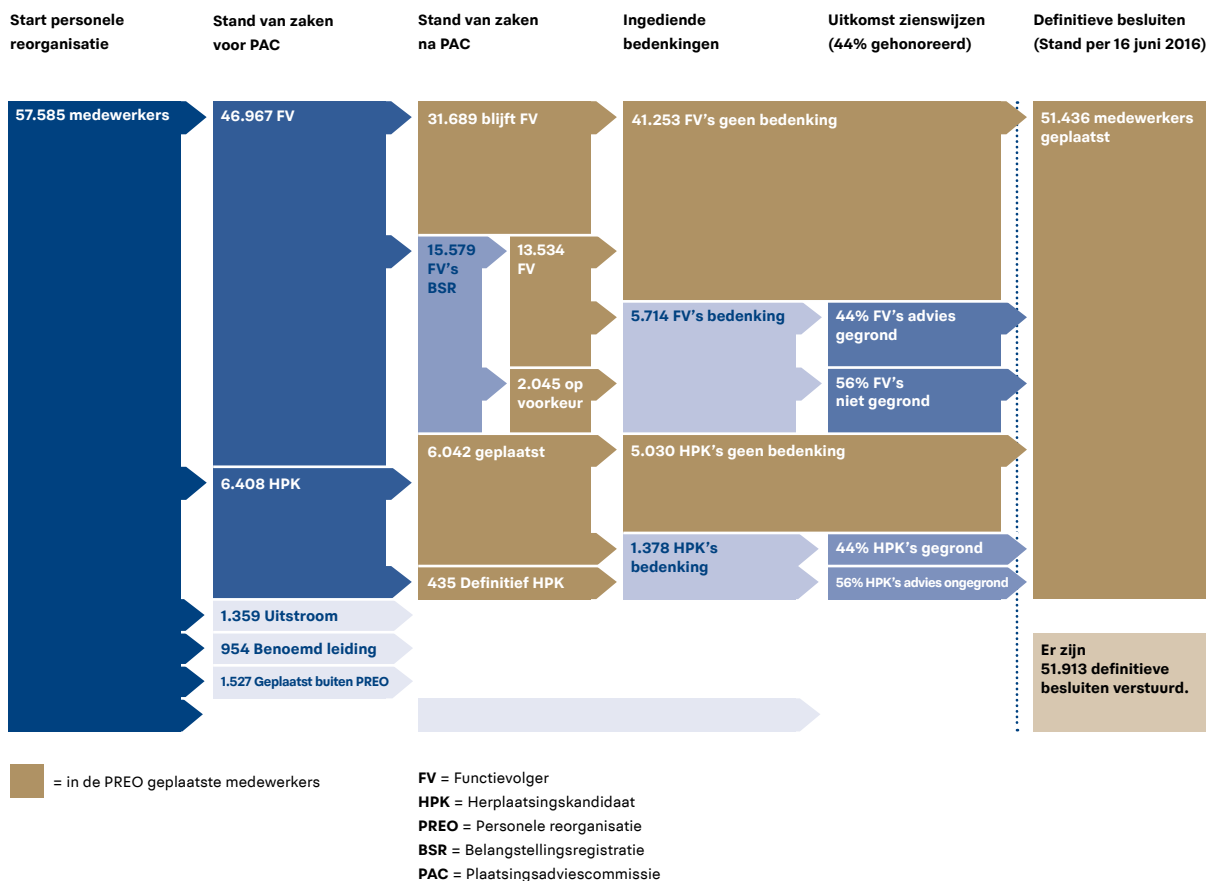 Start personele
reorganisatie
Stand van zaken
voor PAC
Stand van zaken
na PAC
Ingediende
bedenkingen
Uitkomst zienswijzen
(44% gehonoreerd)
Definitieve besluiten
(Stand per 16 juni 2016)
57.585 medewerkers
46.967 FV
31.689 blijft FV
41.253 FV's geen bedenking
51.436 medewerkers
geplaatst
15.579
FV's
BSR
13.534
FV
5.714 FV's bedenking
44% FV's advies
gegrond
2.045 op
voorkeur
56% FV's
niet gegrond
6.042 geplaatst
5.030 HPK's geen bedenking
6.408 HPK
1.378 HPK's
bedenking
44% HPK's gegrond
435 Definitief HPK
56% HPK's advies ongegrond
1.359 Uitstroom
954 Benoemd leiding
1.527 Geplaatst buiten PREO
Er zijn
51.913 definitieve
besluiten verstuurd.
= in de PREO geplaatste medewerkers
FV = Functievolger
HPK = Herplaatsingskandidaat
PREO = Personele reorganisatie
BSR = Belangstellingsregistratie
PAC = Plaatsingsadviescommissie